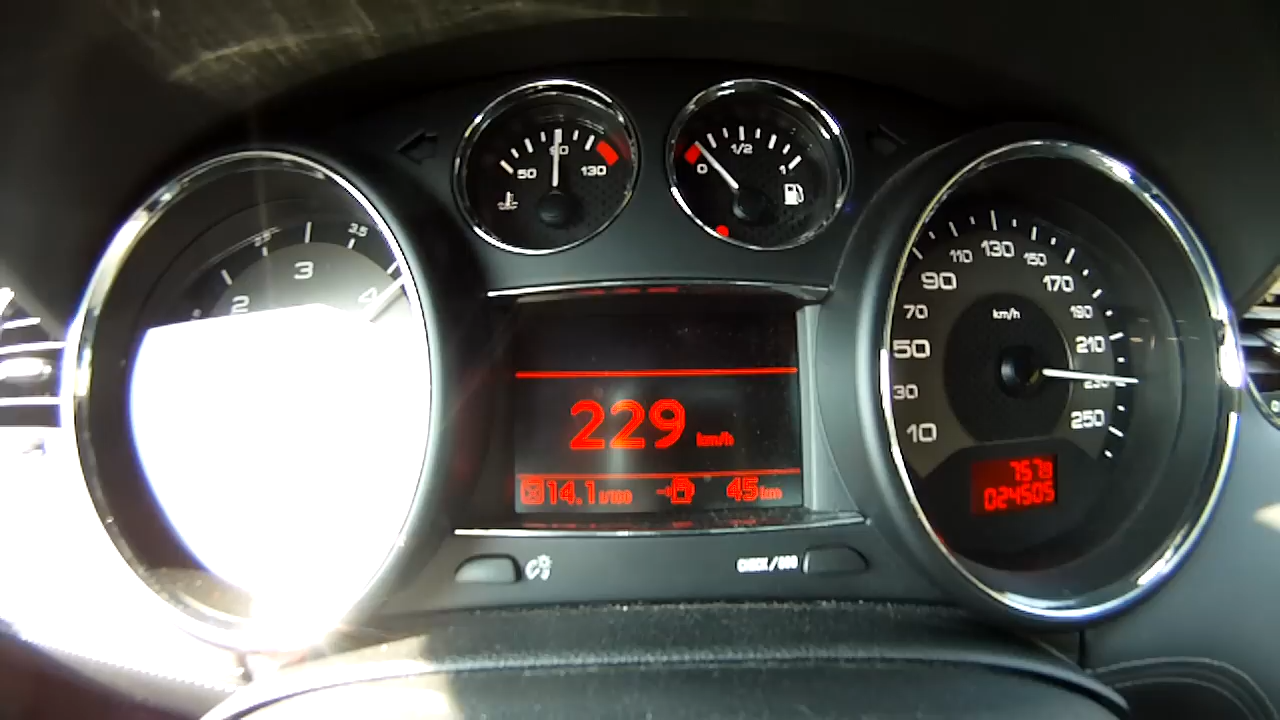 50 90 130
0 1/2 1
2 2.5 3 3.5 4
10 30 50 70 90 110 130 150 170 190 210 230 250
km/h
229 km/h
14.1 l/100 45 km
757.9
024505
CHECK/000